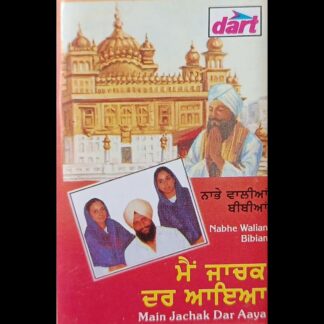 dart
ਨਾਭੇ ਵਾਲੀਆਂ
ਬੀਬੀਆਂ
Nabhe Walian
Bibian
ਮੈਂ ਜਾਚਕ
ਦਰ ਆਇਆ
Main Jachak Dar Aaya